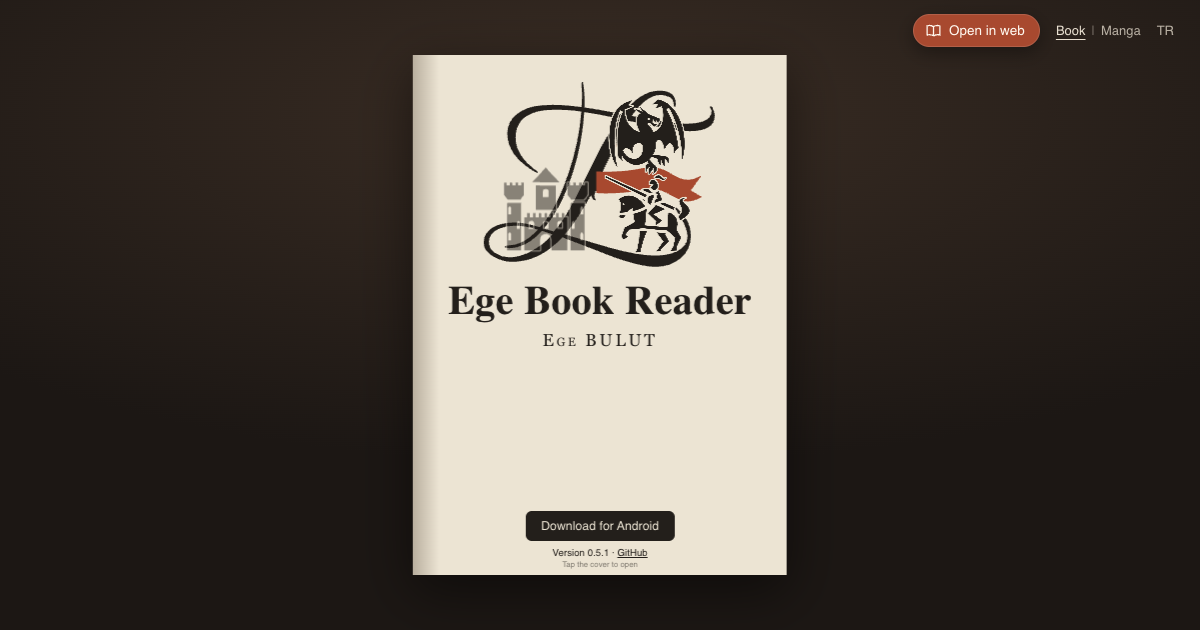 Open in web
Book | Manga TR
Ege Book Reader
Ege BULUT
Download for Android
Version 0.5.1 · GitHub
Tap the cover to open